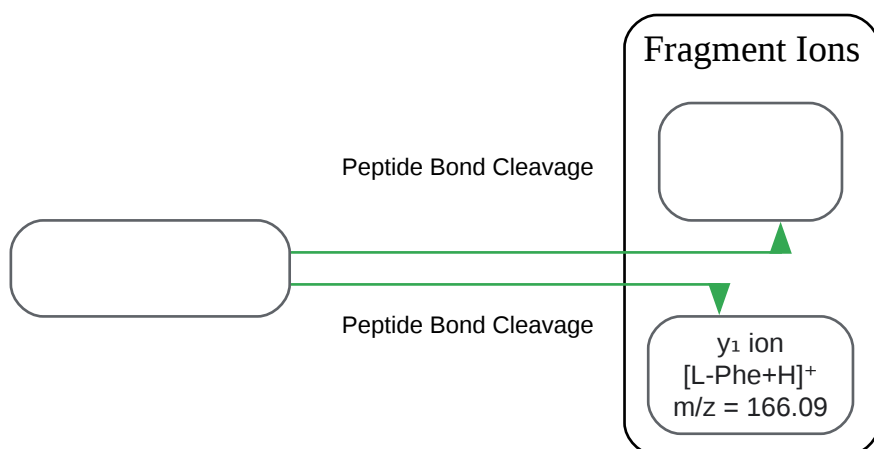 Fragment Ions
Peptide Bond Cleavage
Peptide Bond Cleavage
y₁ ion
[L-Phe+H]⁺
m/z = 166.09